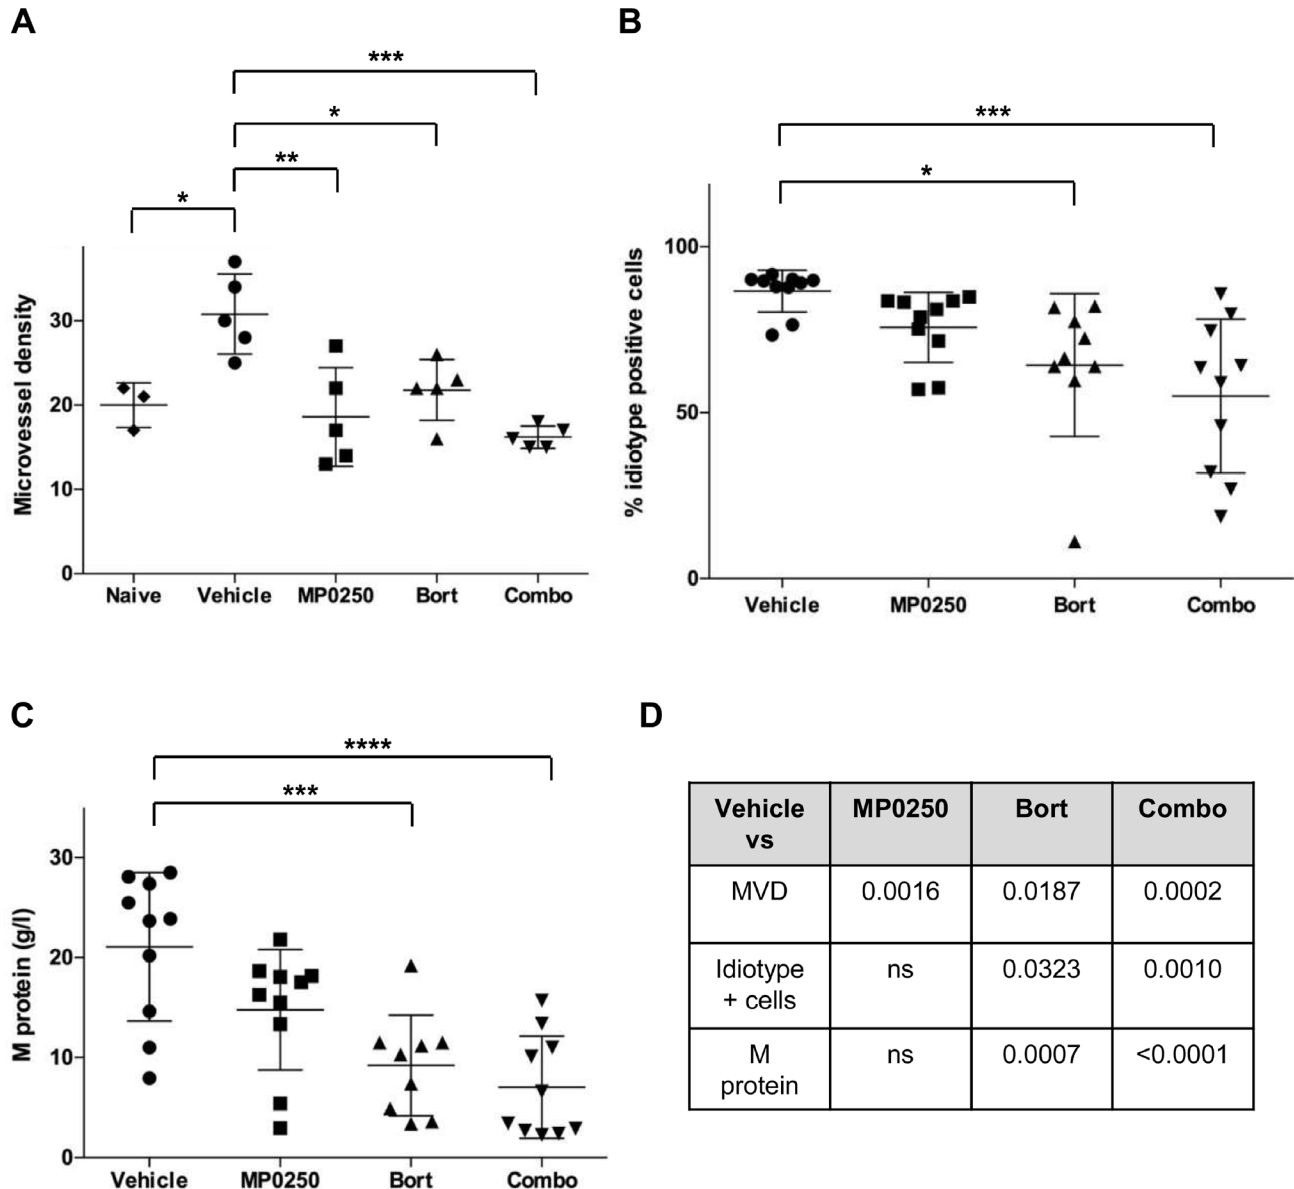 A
***
*
**
*
Microvessel density
30
20
10
0
Naive
Vehicle
MP0250
Bort
Combo
B
***
*
% idiotype positive cells
100
50
0
Vehicle
MP0250
Bort
Combo
C
****
***
M protein (g/l)
30
20
10
0
Vehicle
MP0250
Bort
Combo
D
Vehicle
vs
MP0250
Bort
Combo
MVD
0.0016
0.0187
0.0002
Idiotype
+ cells
ns
0.0323
0.0010
M
protein
ns
0.0007
<0.0001